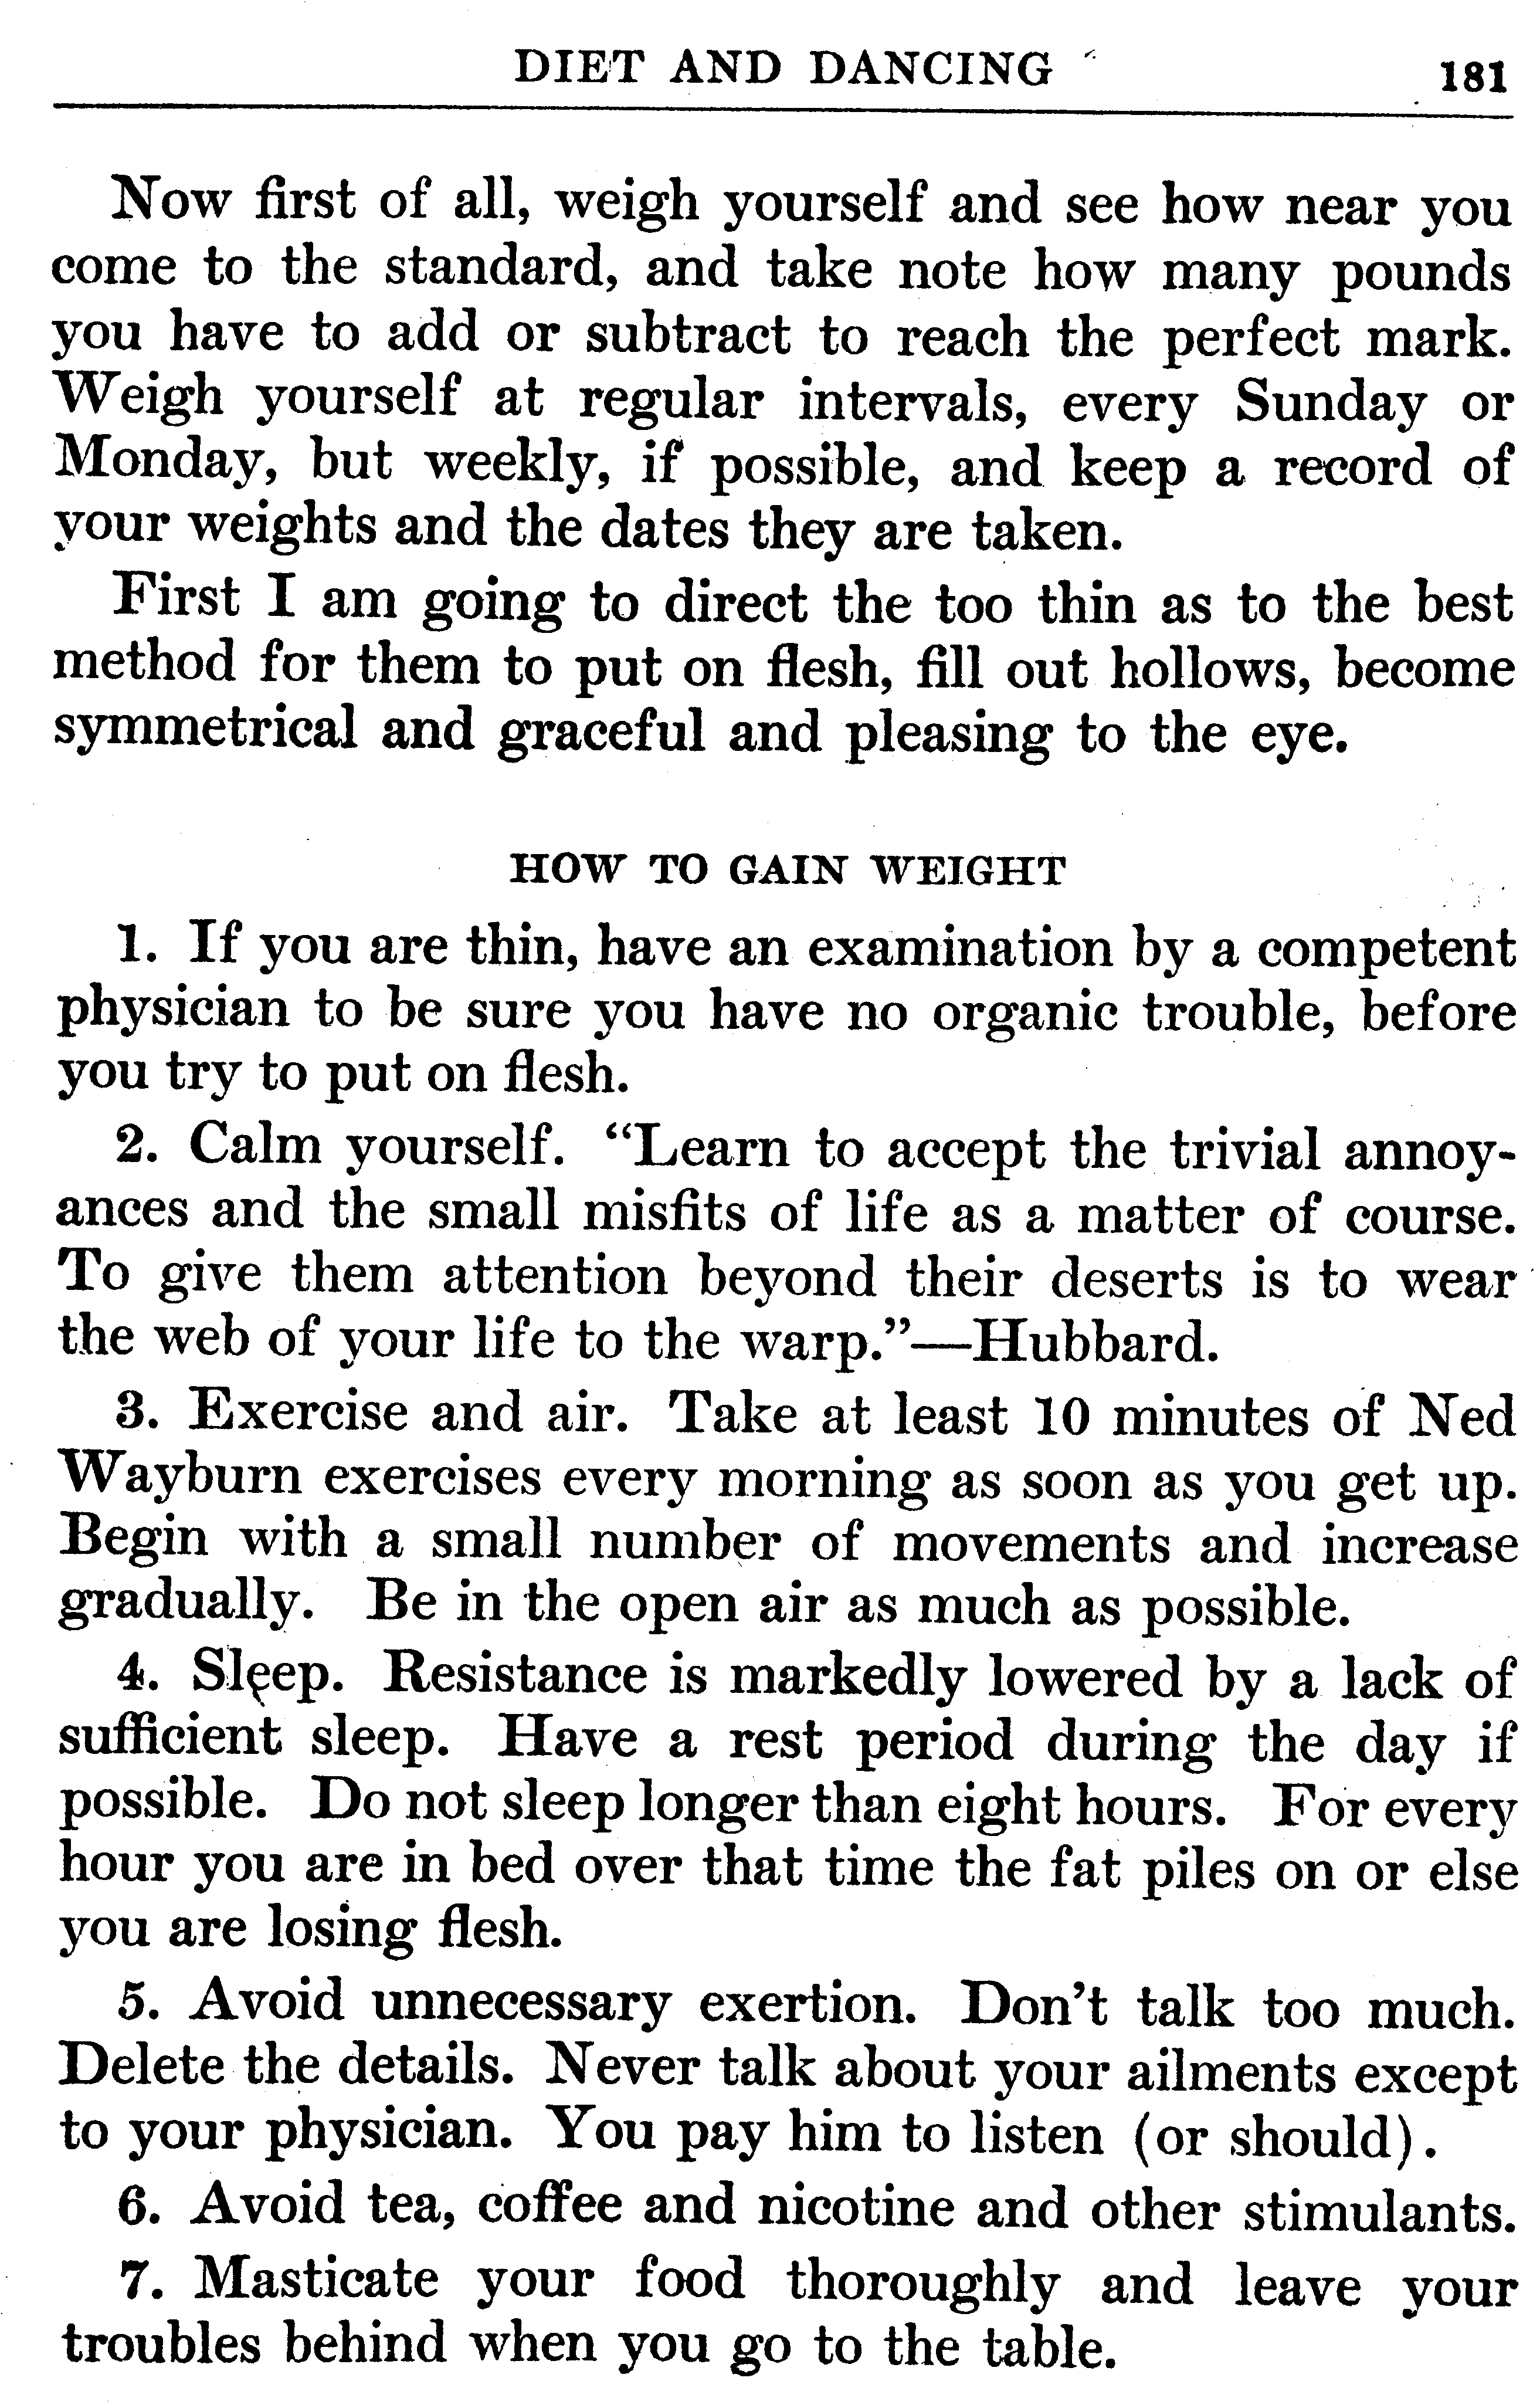 DIET AND DANCING 181
Now first of all, weigh yourself and see how near you
come to the standard, and take note how many pounds
you have to add or subtract to reach the perfect mark.
Weigh yourself at regular intervals, every Sunday or
Monday, but weekly, if possible, and keep a record of
your weights and the dates they are taken.
First I am going to direct the too thin as to the best
method for them to put on flesh, fill out hollows, become
symmetrical and graceful and pleasing to the eye.
HOW TO GAIN WEIGHT
1. If you are thin, have an examination by a competent
physician to be sure you have no organic trouble, before
you try to put on flesh.
2. Calm yourself. "Learn to accept the trivial annoy-
ances and the small misfits of life as a matter of course.
To give them attention beyond their deserts is to wear
the web of your life to the warp."—Hubbard.
3. Exercise and air. Take at least 10 minutes of Ned
Wayburn exercises every morning as soon as you get up.
Begin with a small number of movements and increase
gradually. Be in the open air as much as possible.
4. Sleep. Resistance is markedly lowered by a lack of
sufficient sleep. Have a rest period during the day if
possible. Do not sleep longer than eight hours. For every
hour you are in bed over that time the fat piles on or else
you are losing flesh.
5. Avoid unnecessary exertion. Don't talk too much.
Delete the details. Never talk about your ailments except
to your physician. You pay him to listen (or should).
6. Avoid tea, coffee and nicotine and other stimulants.
7. Masticate your food thoroughly and leave your
troubles behind when you go to the table.